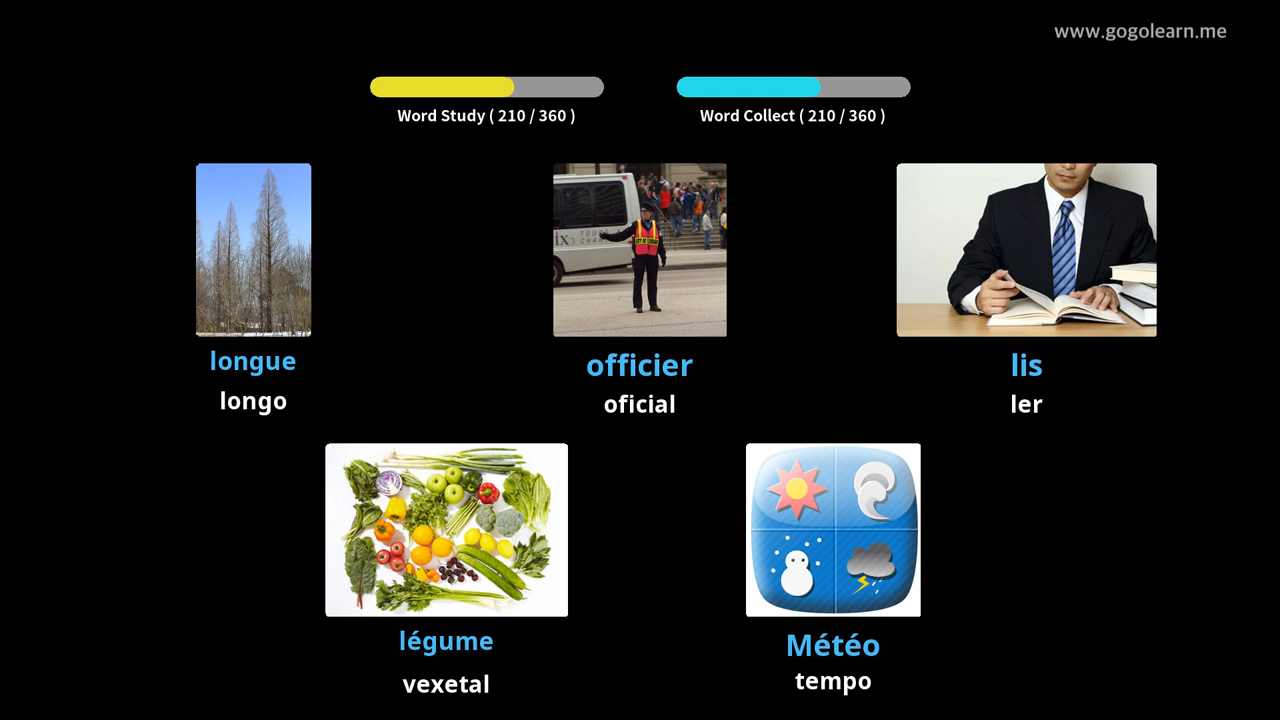 www.gogolearn.me
Word Study ( 210 / 360 )
Word Collect ( 210 / 360 )
longue
longo
officier
oficial
lis
ler
légume
vexetal
Météo
tempo